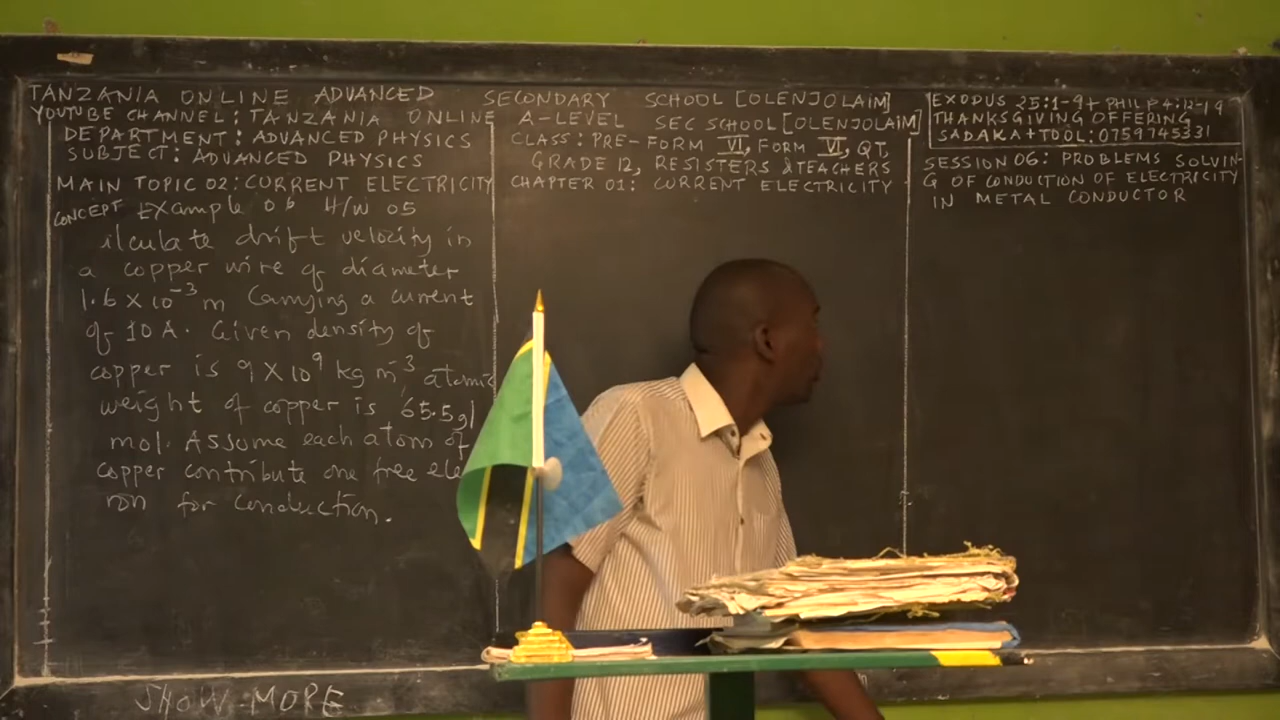 TANZANIA ONLINE ADVANCED SECONDARY SCHOOL [OLENJOLAIM]
YOUTUBE CHANNEL: TANZANIA ONLINE A-LEVEL SEC SCHOOL [OLENJOLAIM]
DEPARTMENT: ADVANCED PHYSICS
SUBJECT: ADVANCED PHYSICS
MAIN TOPIC 02: CURRENT ELECTRICITY
CONCEPT Example 06 H/W 05
ilculate drift velocity in
a copper wire of diameter
1.6 X 10⁻³ m Carrying a current
of 10 A. Given density of
copper is 9 X 10⁹ kg m⁻³, atomic
weight of copper is 65.5g/
mol. Assume each atom of
copper contribute one free ele
ron for conduction.
CLASS: PRE-FORM VI, FORM VI, QT,
GRADE 12, RESISTERS & TEACHERS
CHAPTER 01: CURRENT ELECTRICITY
EXODUS 25:1-9 + PHILP 4:12-19
THANKSGIVING OFFERING
SADAKA + TOOL: 0759745331
SESSION 06: PROBLEMS SOLVIN-
G OF CONDUCTION OF ELECTRICITY
IN METAL CONDUCTOR
SHOW MORE